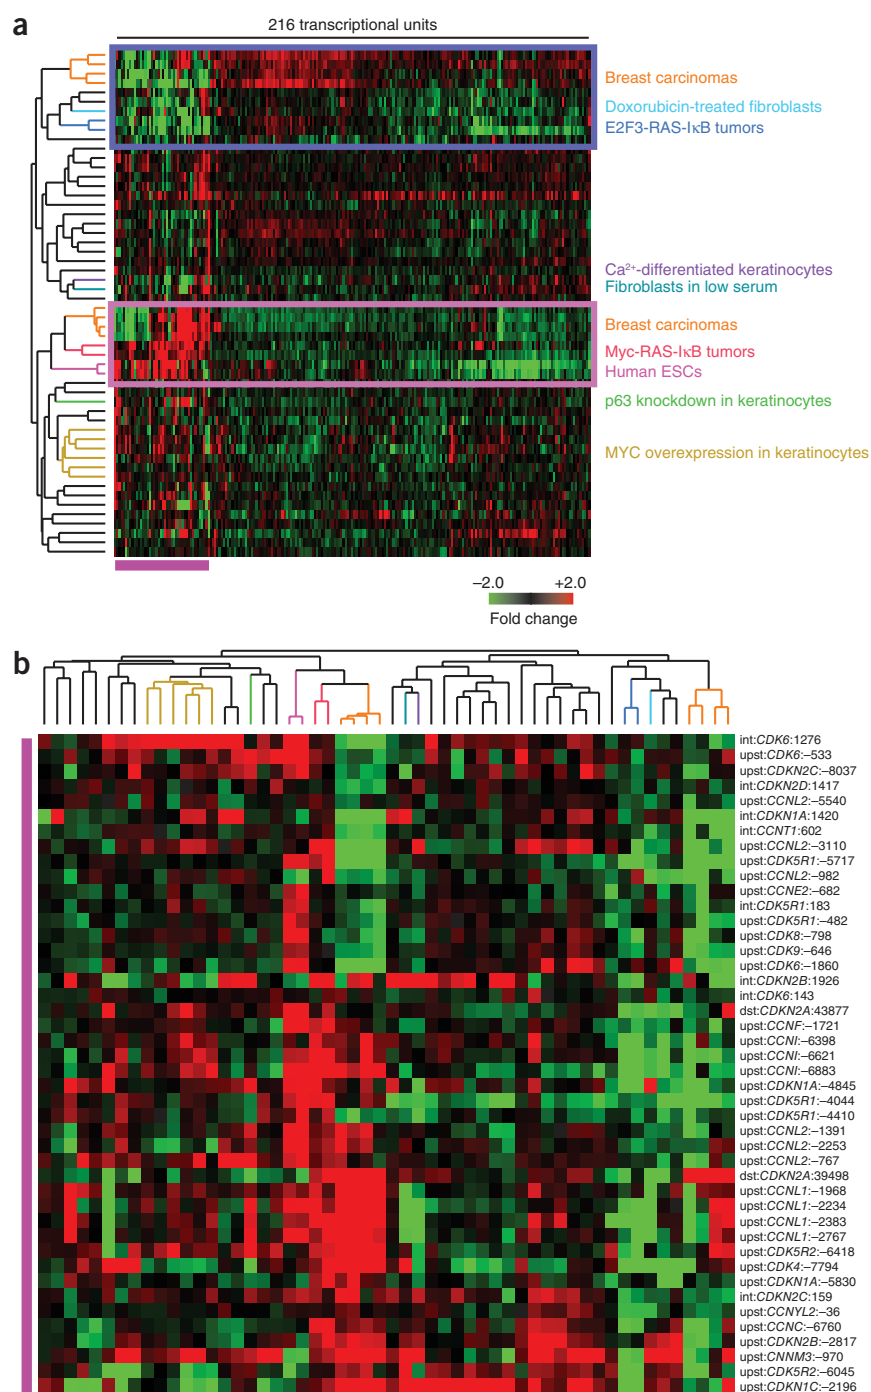 a
216 transcriptional units
Breast carcinomas
Doxorubicin-treated fibroblasts
E2F3-RAS-IκB tumors
Ca²⁺-differentiated keratinocytes
Fibroblasts in low serum
Breast carcinomas
Myc-RAS-IκB tumors
Human ESCs
p63 knockdown in keratinocytes
MYC overexpression in keratinocytes
–2.0 +2.0
Fold change
b
int:CDK6:1276
upst:CDK6:–533
upst:CDKN2C:–8037
int:CDKN2D:1417
upst:CCNL2:–5540
int:CDKN1A:1420
int:CCNT1:602
upst:CCNL2:–3110
upst:CDK5R1:–5717
upst:CCNL2:–982
upst:CCNE2:–682
int:CDK5R1:183
upst:CDK5R1:–482
upst:CDK8:–798
upst:CDK9:–646
upst:CDK6:–1860
int:CDKN2B:1926
int:CDK6:143
dst:CDKN2A:43877
upst:CCNF:–1721
upst:CCNI:–6398
upst:CCNI:–6621
upst:CCNI:–6883
upst:CDKN1A:–4845
upst:CDK5R1:–4044
upst:CDK5R1:–4410
upst:CCNL2:–1391
upst:CCNL2:–2253
upst:CCNL2:–767
dst:CDKN2A:39498
upst:CCNL1:–1968
upst:CCNL1:–2234
upst:CCNL1:–2383
upst:CCNL1:–2767
upst:CDK5R2:–6418
upst:CDK4:–7794
upst:CDKN1A:–5830
int:CDKN2C:159
upst:CCNYL2:–36
upst:CCNC:–6760
upst:CDKN2B:–2817
upst:CNNM3:–970
upst:CDK5R2:–6045
upst:CDKN1C:–2196